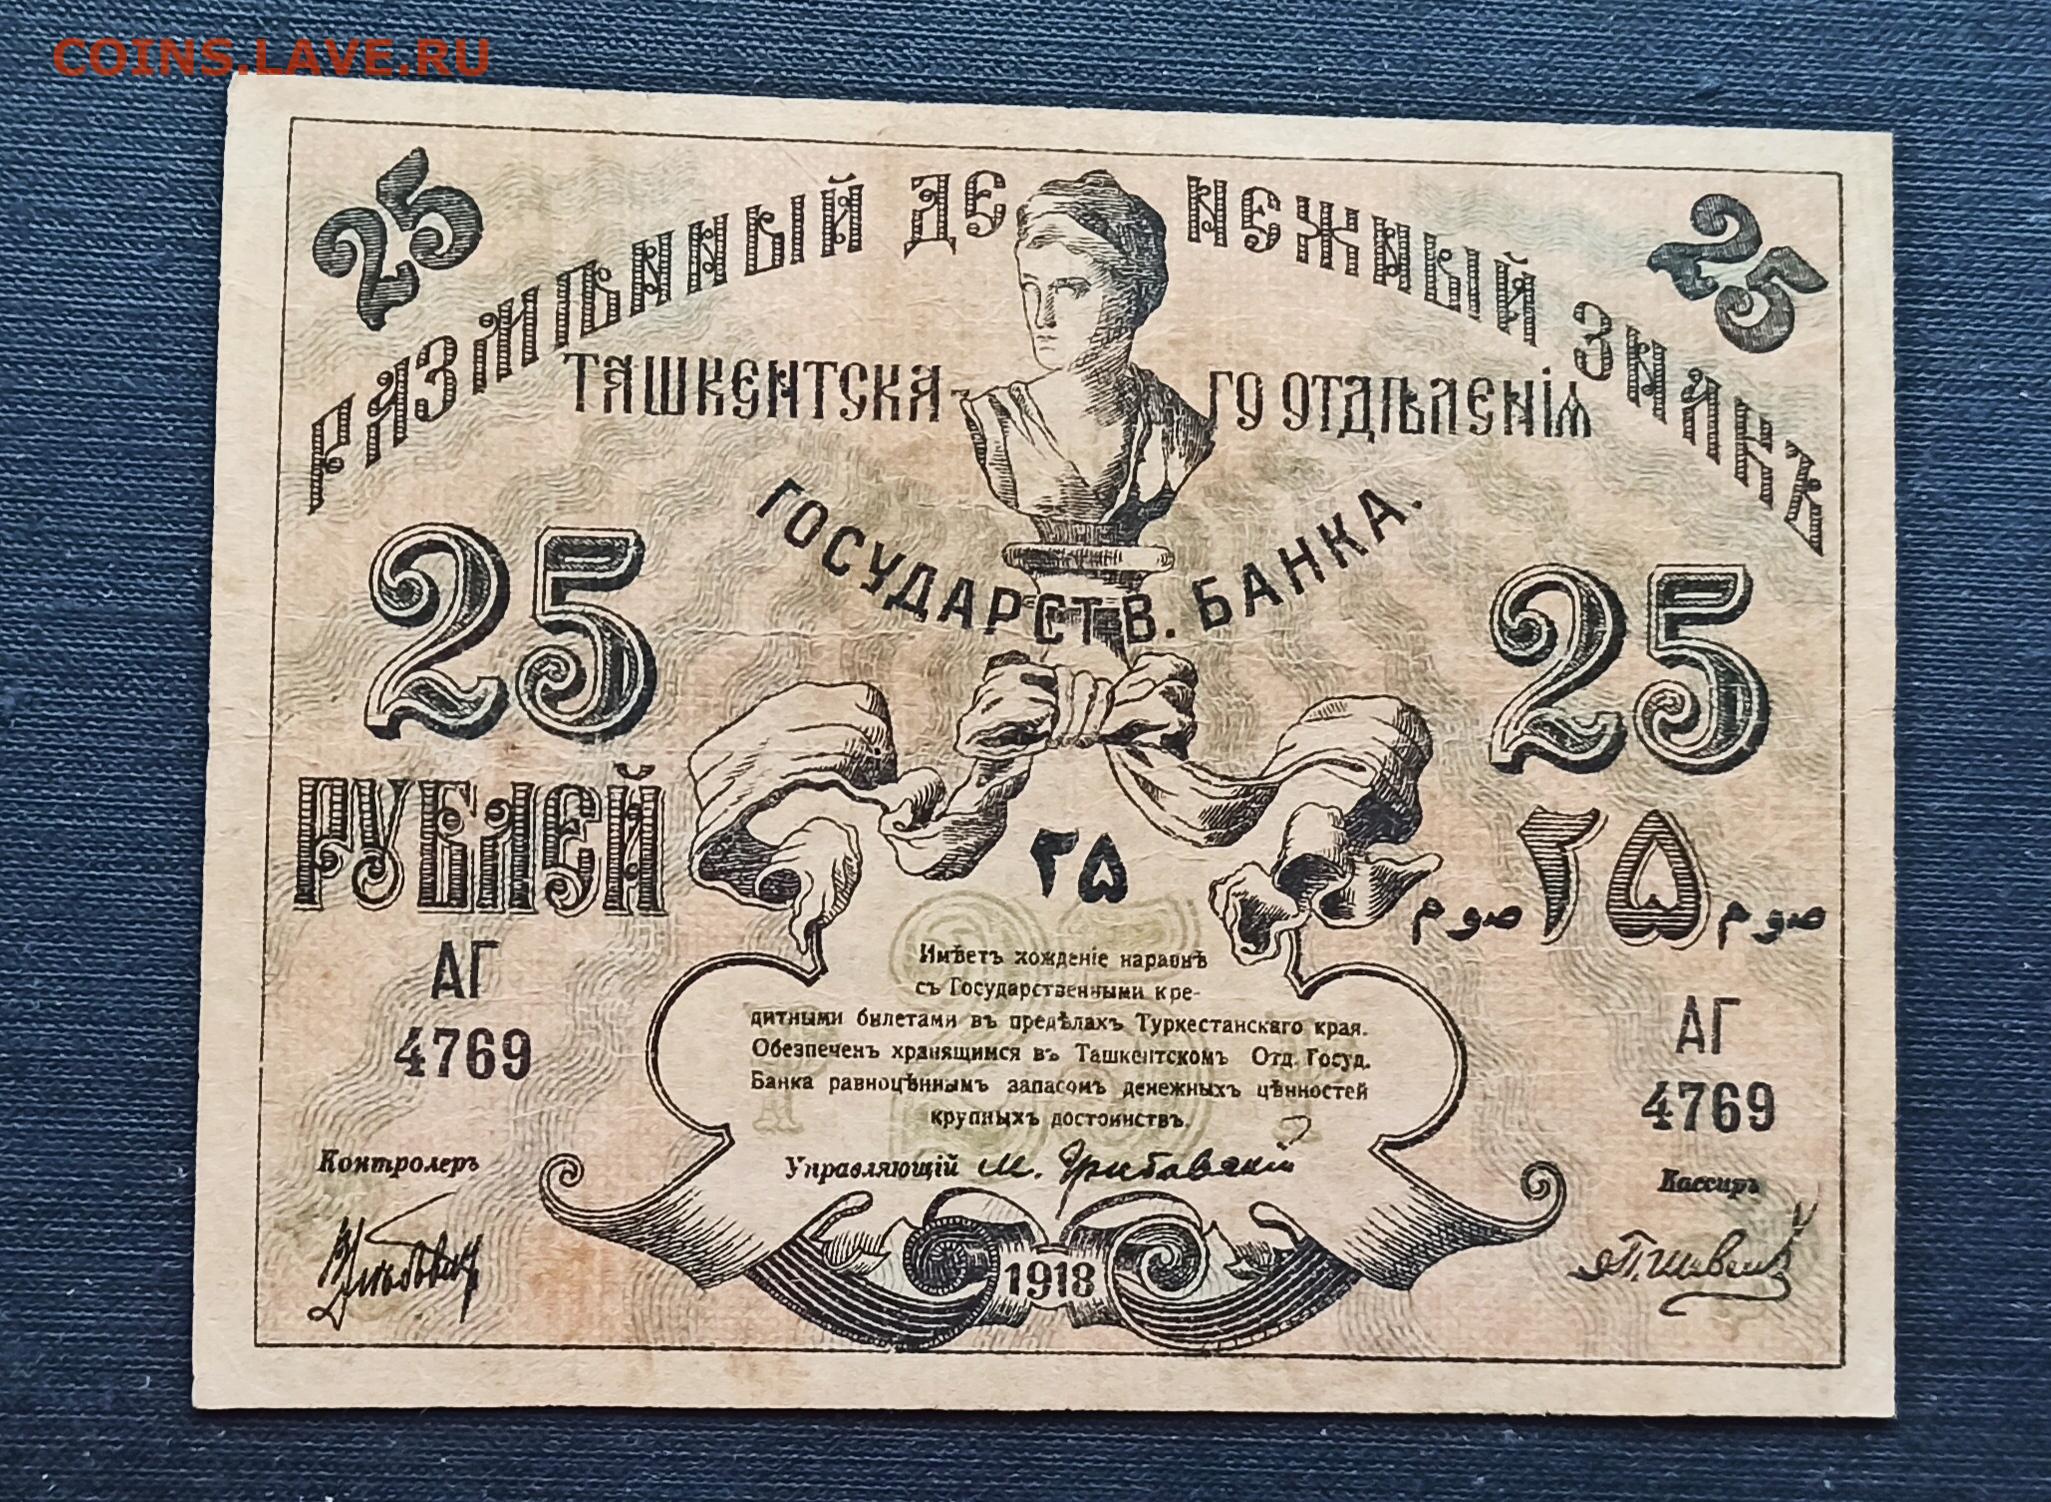 COINS.LAVE.RU
25 25
РАЗМѢННЫЙ ДЕНЕЖНЫЙ ЗНАКЪ
ТАШКЕНТСКА-ГО ОТДѢЛЕНІЯ
ГОСУДАРСТВ. БАНКА.
25 25
РУБЛЕЙ
۲۵
صوم ۲۵ صوم
АГ
4769
АГ
4769
Имѣетъ хожденіе наравнѣ
съ Государственными кре-
дитными билетами въ предѣлахъ Туркестанскаго края.
Обезпеченъ хранящимся въ Ташкентскомъ Отд. Госуд.
Банка равноцѣннымъ запасомъ денежныхъ цѣнностей
крупныхъ достоинствъ.
Контролеръ
Управляющій М. Грибовскій
Кассиръ
1918